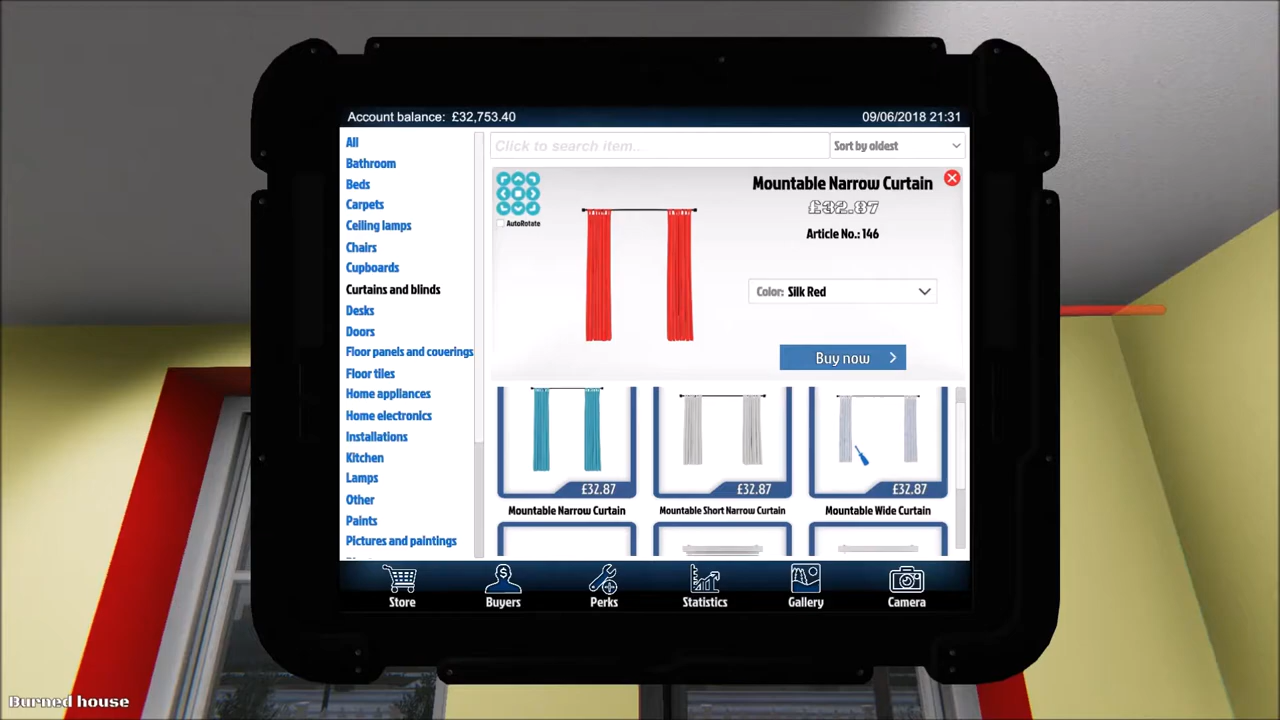 Account balance: £32,753.40
09/06/2018 21:31
All
Bathroom
Beds
Carpets
Ceiling lamps
Chairs
Cupboards
Curtains and blinds
Desks
Doors
Floor panels and coverings
Floor tiles
Home appliances
Home electronics
Installations
Kitchen
Lamps
Other
Paints
Pictures and paintings
Click to search item...
Sort by oldest
AutoRotate
Mountable Narrow Curtain
£32.87
Article No.: 146
Color: Silk Red
Buy now
£32.87
£32.87
£32.87
Mountable Narrow Curtain
Mountable Short Narrow Curtain
Mountable Wide Curtain
Store
Buyers
Perks
Statistics
Gallery
Camera
Burned house